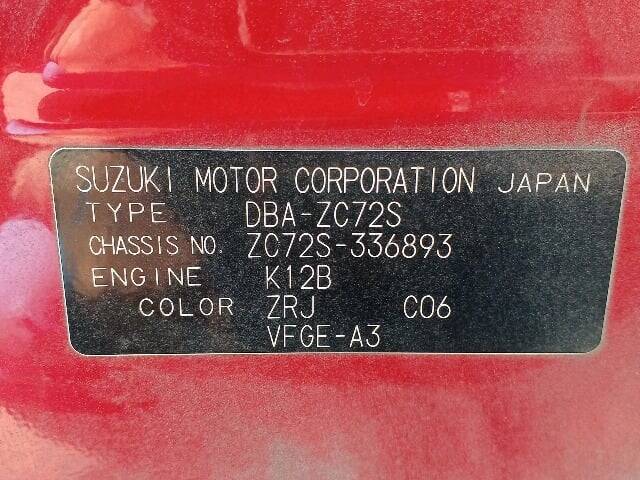 SUZUKI MOTOR CORPORATION JAPAN
TYPE DBA-ZC72S
CHASSIS NO. ZC72S-336893
ENGINE K12B
COLOR ZRJ C06
VFGE-A3